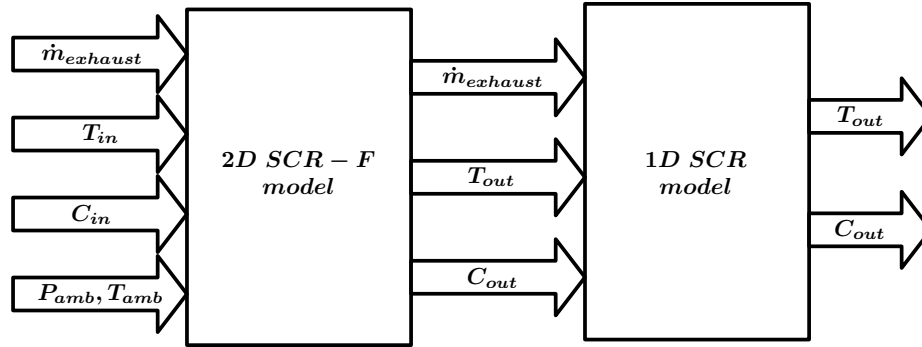 ṁ_exhaust
T_in
C_in
P_amb, T_amb
2D SCR − F
model
ṁ_exhaust
T_out
C_out
1D SCR
model
T_out
C_out